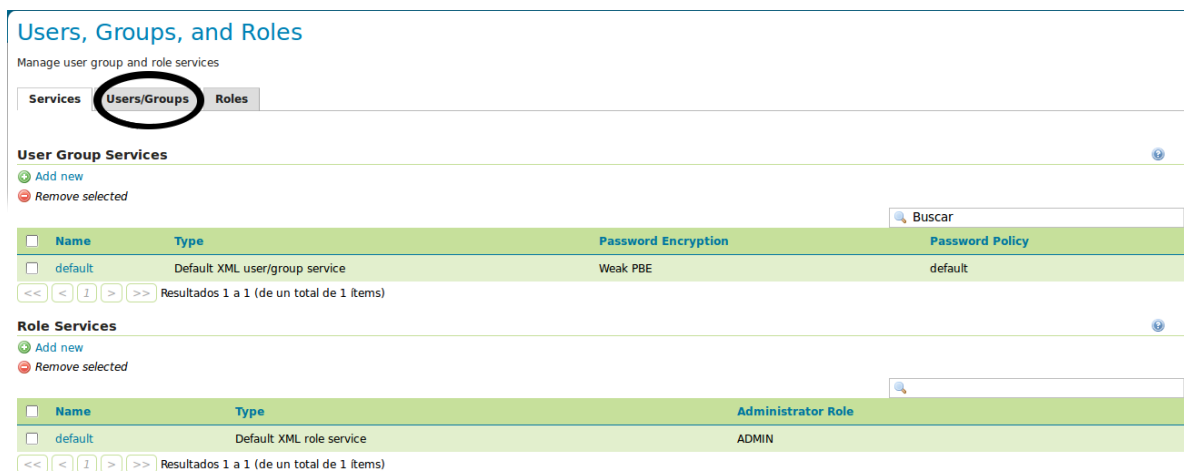 Users, Groups, and Roles
Manage user group and role services
Services Users/Groups Roles
User Group Services
Add new
Remove selected
Buscar
Name Type Password Encryption Password Policy
default Default XML user/group service Weak PBE default
<< < 1 > >> Resultados 1 a 1 (de un total de 1 ítems)
Role Services
Add new
Remove selected
Name Type Administrator Role
default Default XML role service ADMIN
<< < 1 > >> Resultados 1 a 1 (de un total de 1 ítems)